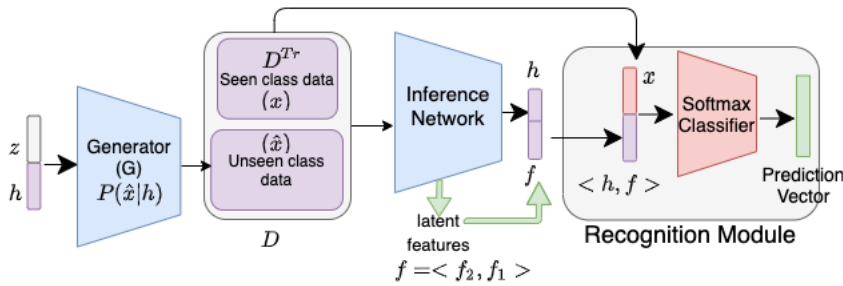 z
h
Generator
(G)
P(x̂|h)
D^{Tr}
Seen class data
(x)
(x̂)
Unseen class
data
D
Inference
Network
latent
features
f =< f_2, f_1 >
h
f
x
< h, f >
Softmax
Classifier
Prediction
Vector
Recognition Module